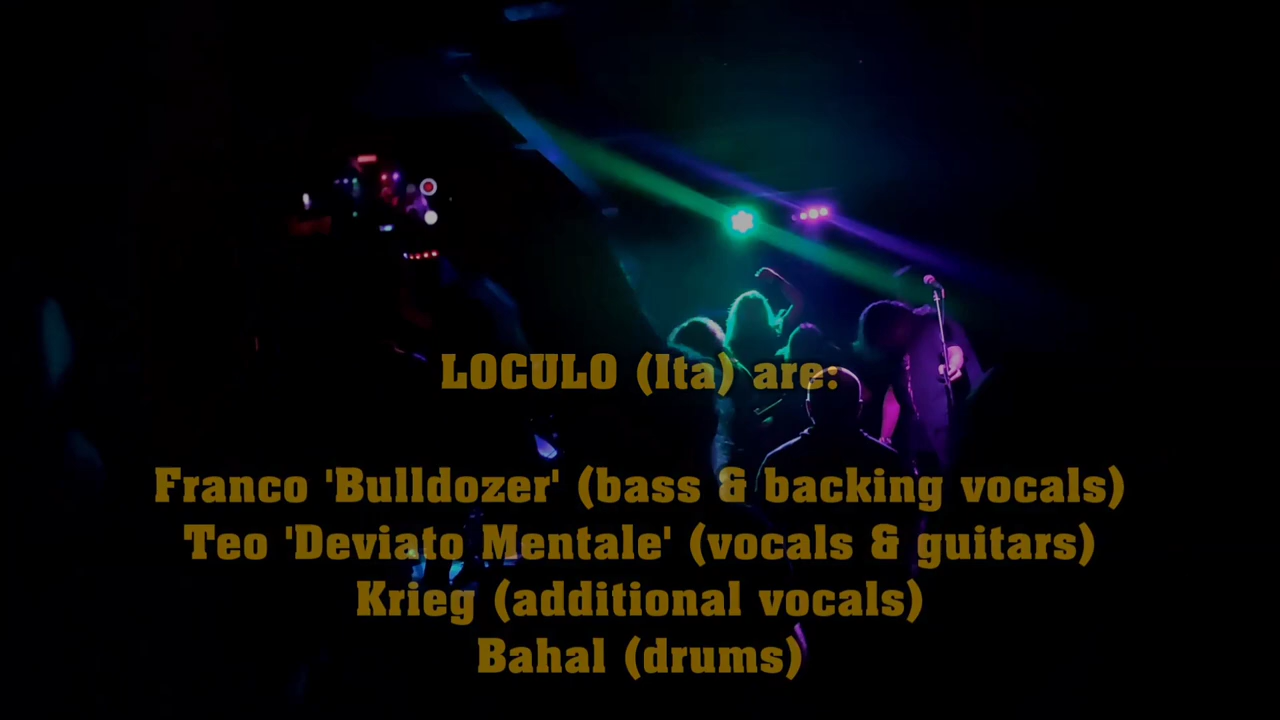 LOCULO (Ita) are:
Franco 'Bulldozer' (bass & backing vocals)
Teo 'Deviato Mentale' (vocals & guitars)
Krieg (additional vocals)
Bahal (drums)